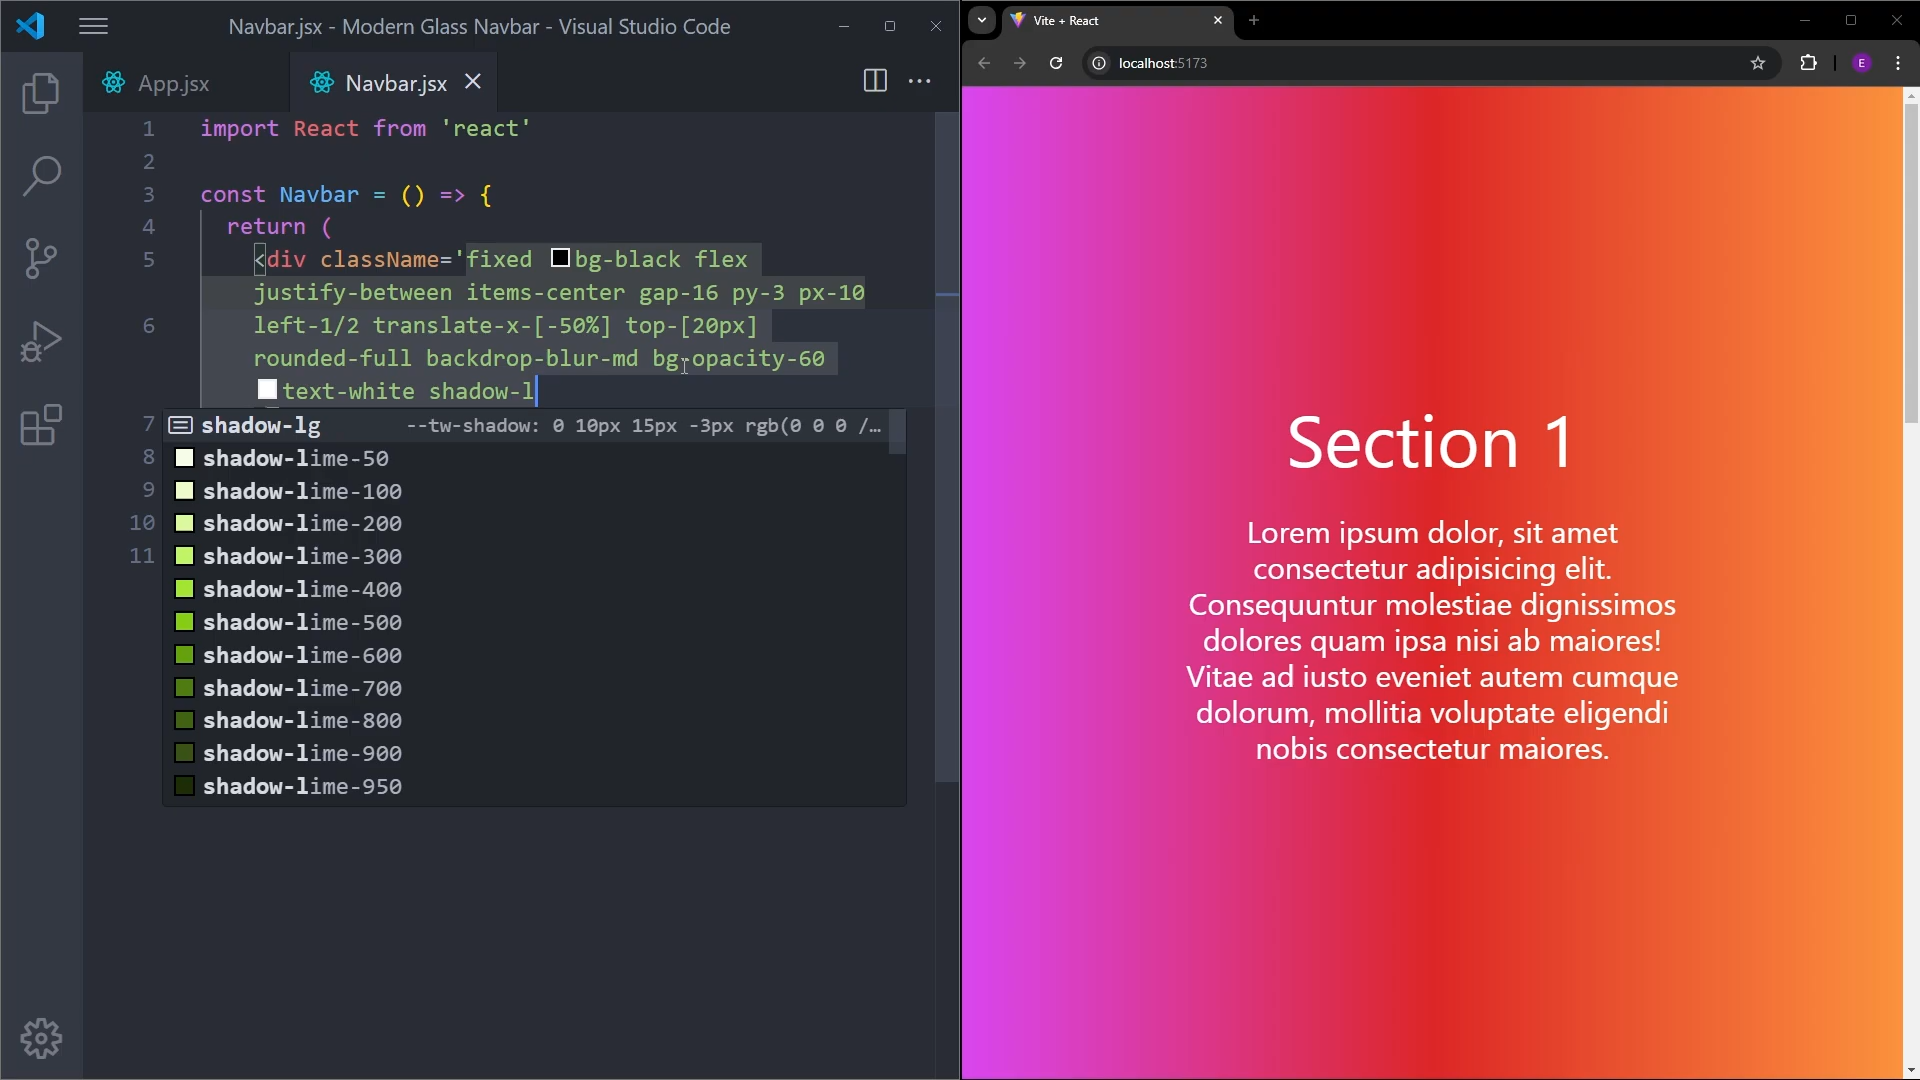 Navbar.jsx - Modern Glass Navbar - Visual Studio Code
App.jsx
Navbar.jsx
1 import React from 'react'
2
3 const Navbar = () => {
4 return (
5 <div className='fixed bg-black flex
justify-between items-center gap-16 py-3 px-10
6 left-1/2 translate-x-[-50%] top-[20px]
rounded-full backdrop-blur-md bg-opacity-60
text-white shadow-l
7 shadow-lg --tw-shadow: 0 10px 15px -3px rgb(0 0 0 /…
8 shadow-lime-50
9 shadow-lime-100
10 shadow-lime-200
11 shadow-lime-300
shadow-lime-400
shadow-lime-500
shadow-lime-600
shadow-lime-700
shadow-lime-800
shadow-lime-900
shadow-lime-950
Vite + React
localhost:5173
E
Section 1
Lorem ipsum dolor, sit amet
consectetur adipisicing elit.
Consequuntur molestiae dignissimos
dolores quam ipsa nisi ab maiores!
Vitae ad iusto eveniet autem cumque
dolorum, mollitia voluptate eligendi
nobis consectetur maiores.